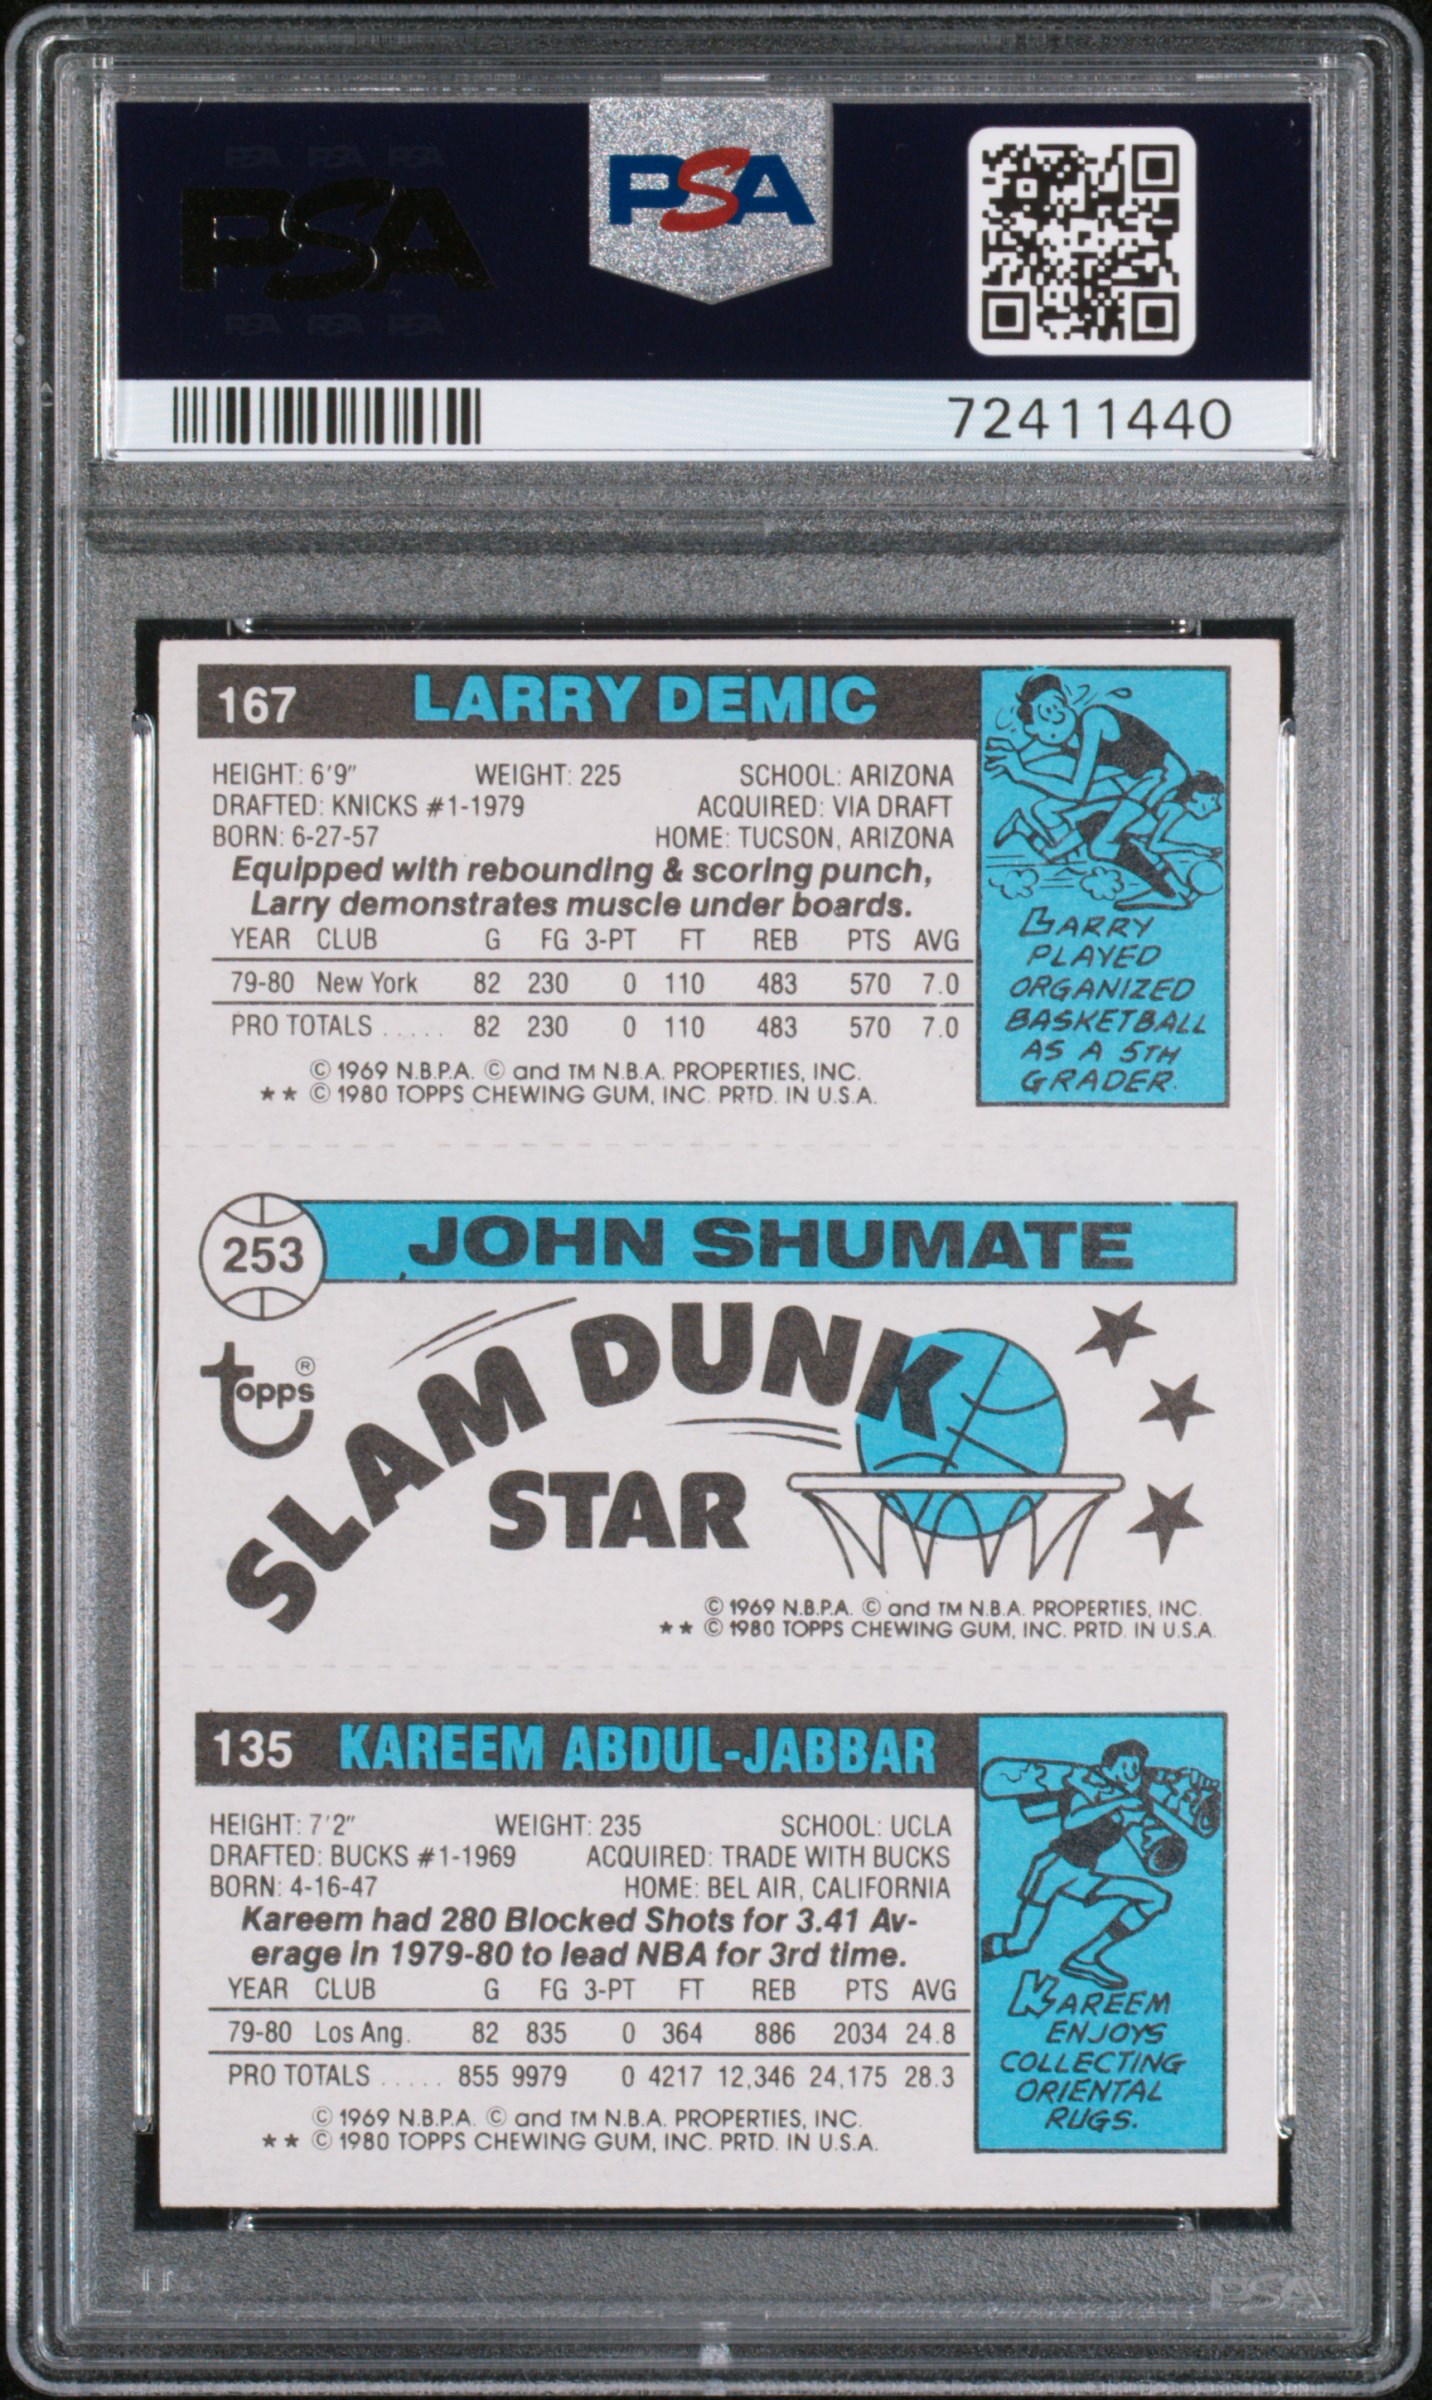 PSA PSA PSA
PSA
PSA PSA PSA
PSA
72411440
167 LARRY DEMIC
HEIGHT: 6'9" WEIGHT: 225 SCHOOL: ARIZONA
DRAFTED: KNICKS #1-1979 ACQUIRED: VIA DRAFT
BORN: 6-27-57 HOME: TUCSON, ARIZONA
Equipped with rebounding & scoring punch,
Larry demonstrates muscle under boards.
YEAR CLUB G FG 3-PT FT REB PTS AVG
79-80 New York 82 230 0 110 483 570 7.0
PRO TOTALS ..... 82 230 0 110 483 570 7.0
© 1969 N.B.P.A. © and TM N.B.A. PROPERTIES, INC.
★★ © 1980 TOPPS CHEWING GUM, INC. PRTD. IN U.S.A.
LARRY
PLAYED
ORGANIZED
BASKETBALL
AS A 5TH
GRADER.
253 JOHN SHUMATE
topps ®
SLAM DUNK
STAR
© 1969 N.B.P.A. © and TM N.B.A. PROPERTIES, INC.
★★ © 1980 TOPPS CHEWING GUM, INC. PRTD. IN U.S.A.
135 KAREEM ABDUL-JABBAR
HEIGHT: 7'2" WEIGHT: 235 SCHOOL: UCLA
DRAFTED: BUCKS #1-1969 ACQUIRED: TRADE WITH BUCKS
BORN: 4-16-47 HOME: BEL AIR, CALIFORNIA
Kareem had 280 Blocked Shots for 3.41 Av-
erage in 1979-80 to lead NBA for 3rd time.
YEAR CLUB G FG 3-PT FT REB PTS AVG
79-80 Los Ang. 82 835 0 364 886 2034 24.8
PRO TOTALS ..... 855 9979 0 4217 12,346 24,175 28.3
© 1969 N.B.P.A. © and TM N.B.A. PROPERTIES, INC.
★★ © 1980 TOPPS CHEWING GUM, INC. PRTD. IN U.S.A.
KAREEM
ENJOYS
COLLECTING
ORIENTAL
RUGS.
PSA